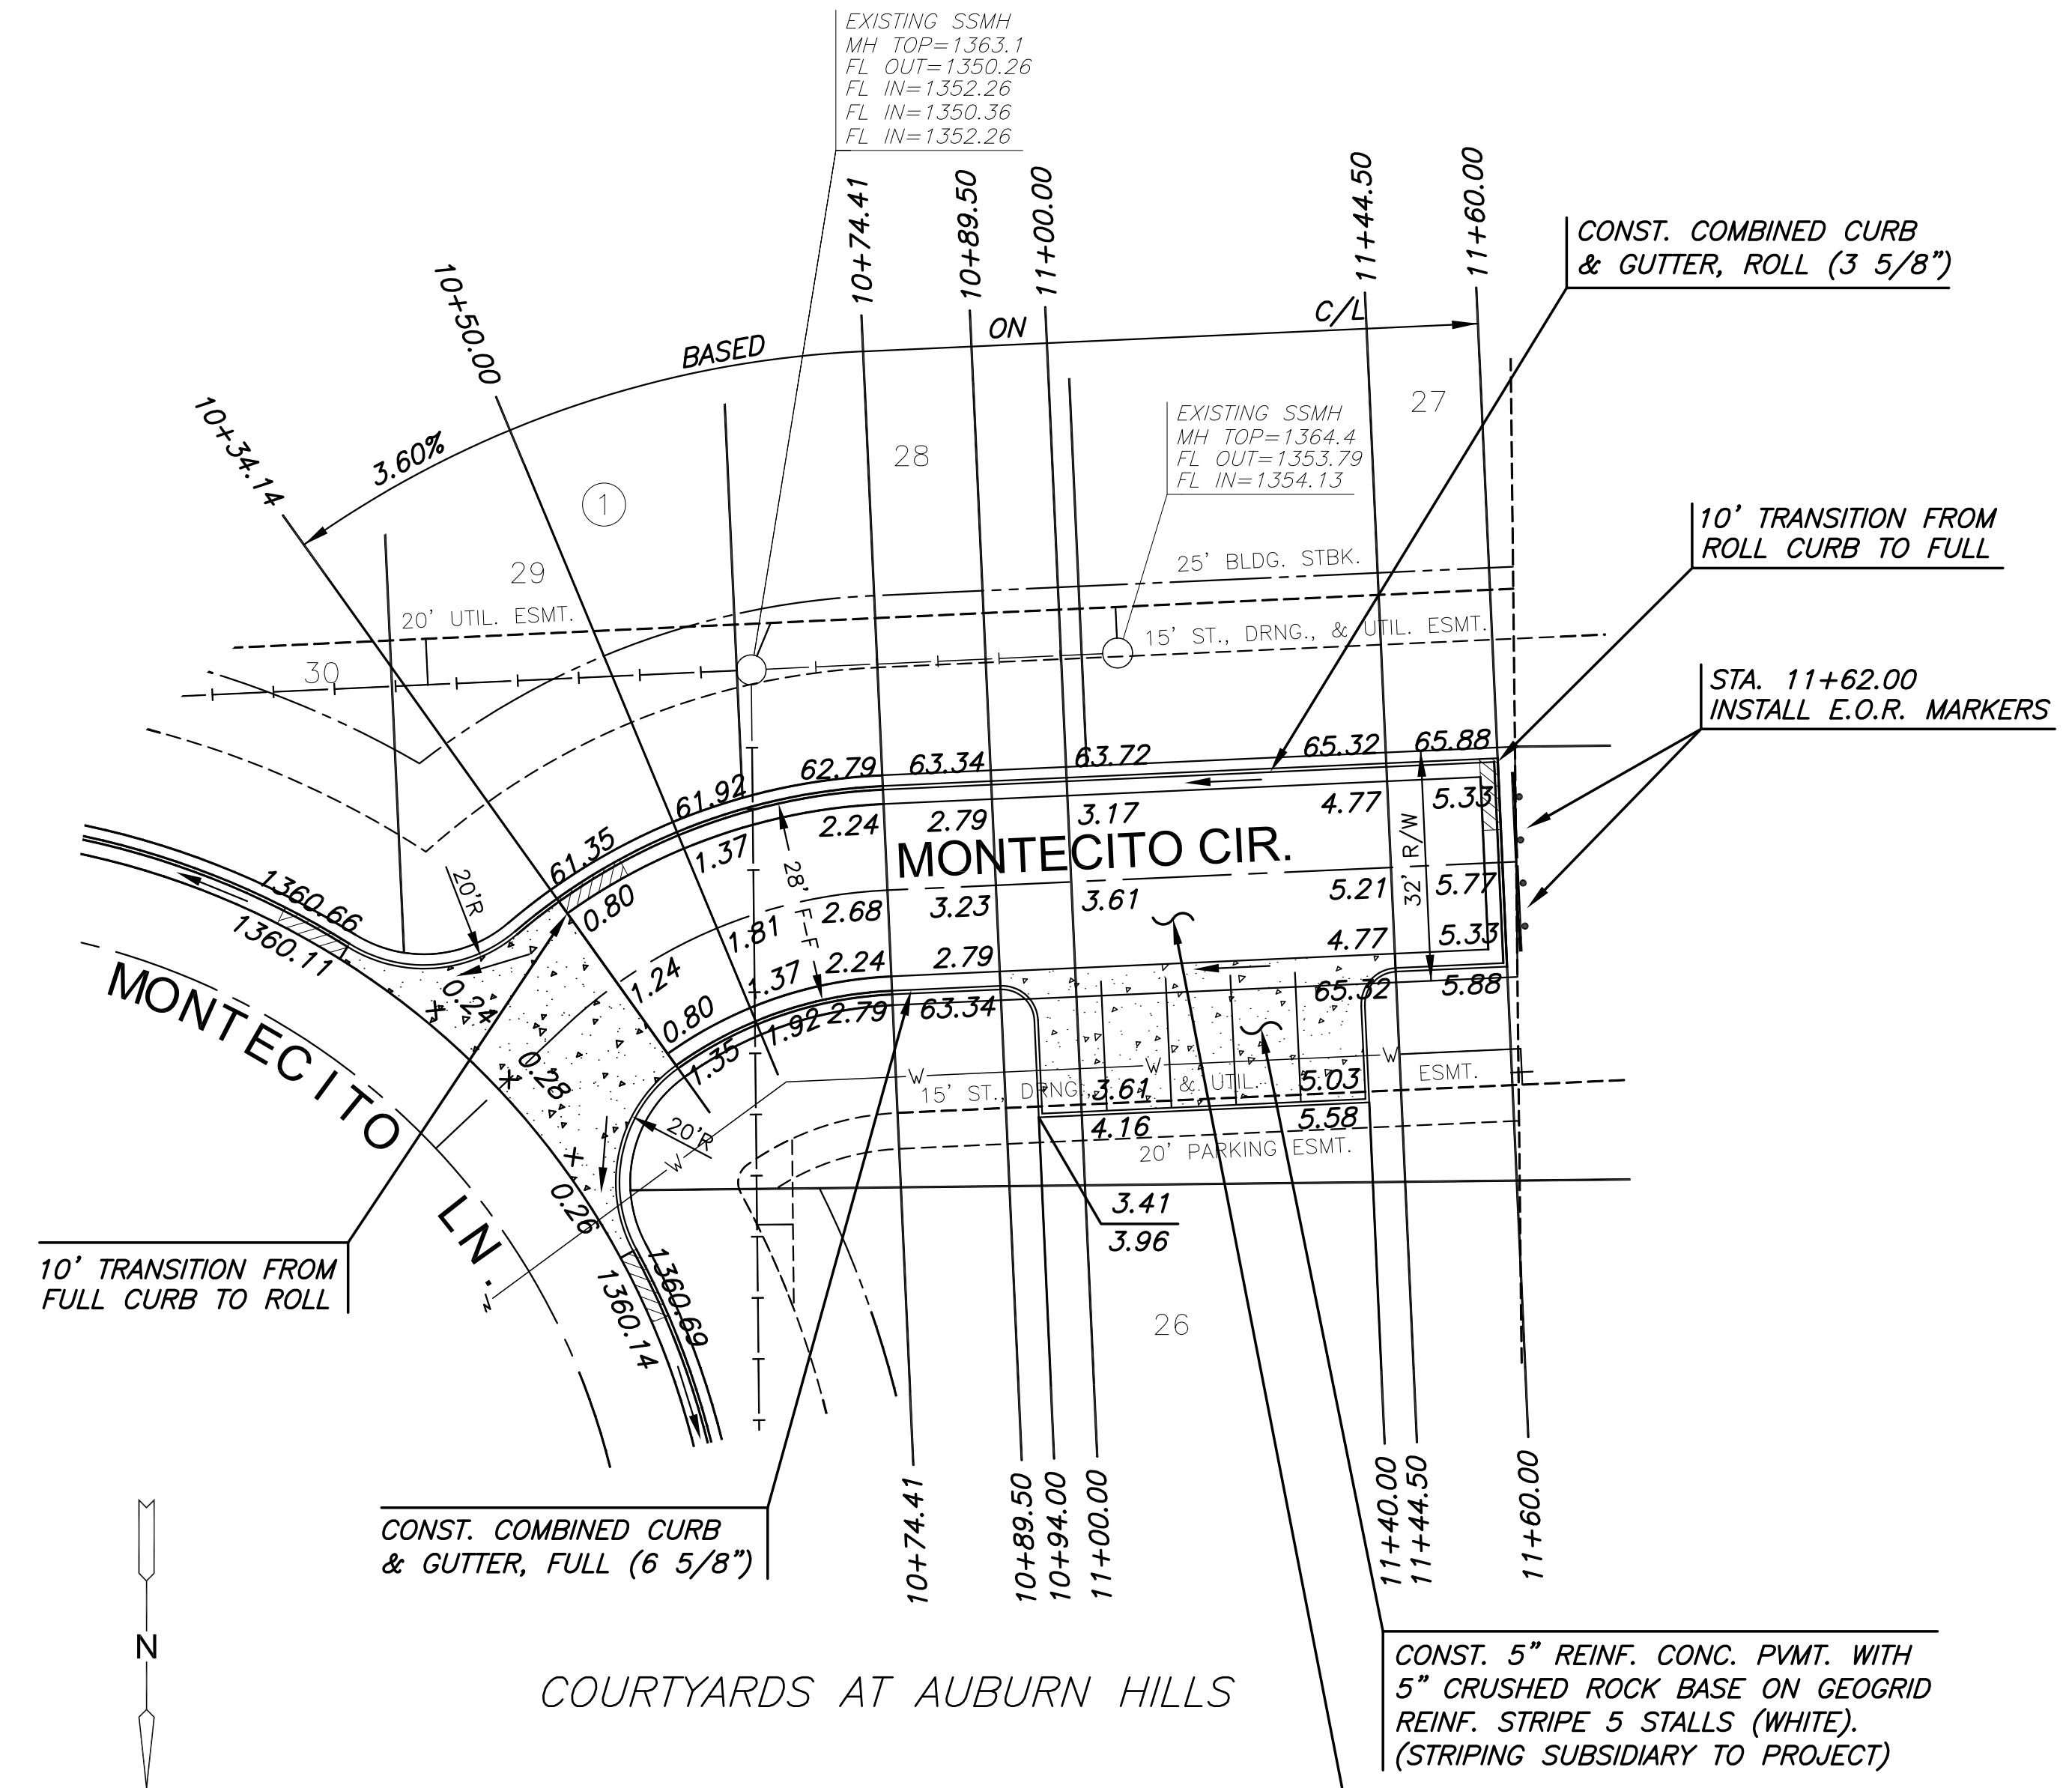 EXISTING SSMH
MH TOP=1363.1
FL OUT=1350.26
FL IN=1352.26
FL IN=1350.36
FL IN=1352.26
10+34.14
10+50.00
10+74.41
10+89.50
11+00.00
11+44.50
11+60.00
CONST. COMBINED CURB
& GUTTER, ROLL (3 5/8")
3.60%
BASED
ON
C/L
27
28
1
29
30
EXISTING SSMH
MH TOP=1364.4
FL OUT=1353.79
FL IN=1354.13
25' BLDG. STBK.
20' UTIL. ESMT.
15' ST., DRNG., & UTIL. ESMT.
10' TRANSITION FROM
ROLL CURB TO FULL
STA. 11+62.00
INSTALL E.O.R. MARKERS
1360.66
1360.11
20'R
61.35
61.92
62.79
63.34
63.72
65.32
65.88
0.80
1.37
2.24
2.79
3.17
4.77
5.33
MONTECITO CIR.
28' F-F
32' R/W
1.24
1.81
2.68
3.23
3.61
5.21
5.77
0.80
1.37
2.24
2.79
4.77
5.33
1.35
1.92
2.79
63.34
65.32
5.88
0.24
0.28
0.26
20'R
W
W
W
W
15' ST., DRNG., & UTIL. ESMT.
3.61
5.03
4.16
5.58
20' PARKING ESMT.
3.41
3.96
MONTECITO LN.
1360.69
1360.14
26
10' TRANSITION FROM
FULL CURB TO ROLL
CONST. COMBINED CURB
& GUTTER, FULL (6 5/8")
10+74.41
10+89.50
10+94.00
11+00.00
11+40.00
11+44.50
11+60.00
N
COURTYARDS AT AUBURN HILLS
CONST. 5" REINF. CONC. PVMT. WITH
5" CRUSHED ROCK BASE ON GEOGRID
REINF. STRIPE 5 STALLS (WHITE).
(STRIPING SUBSIDIARY TO PROJECT)